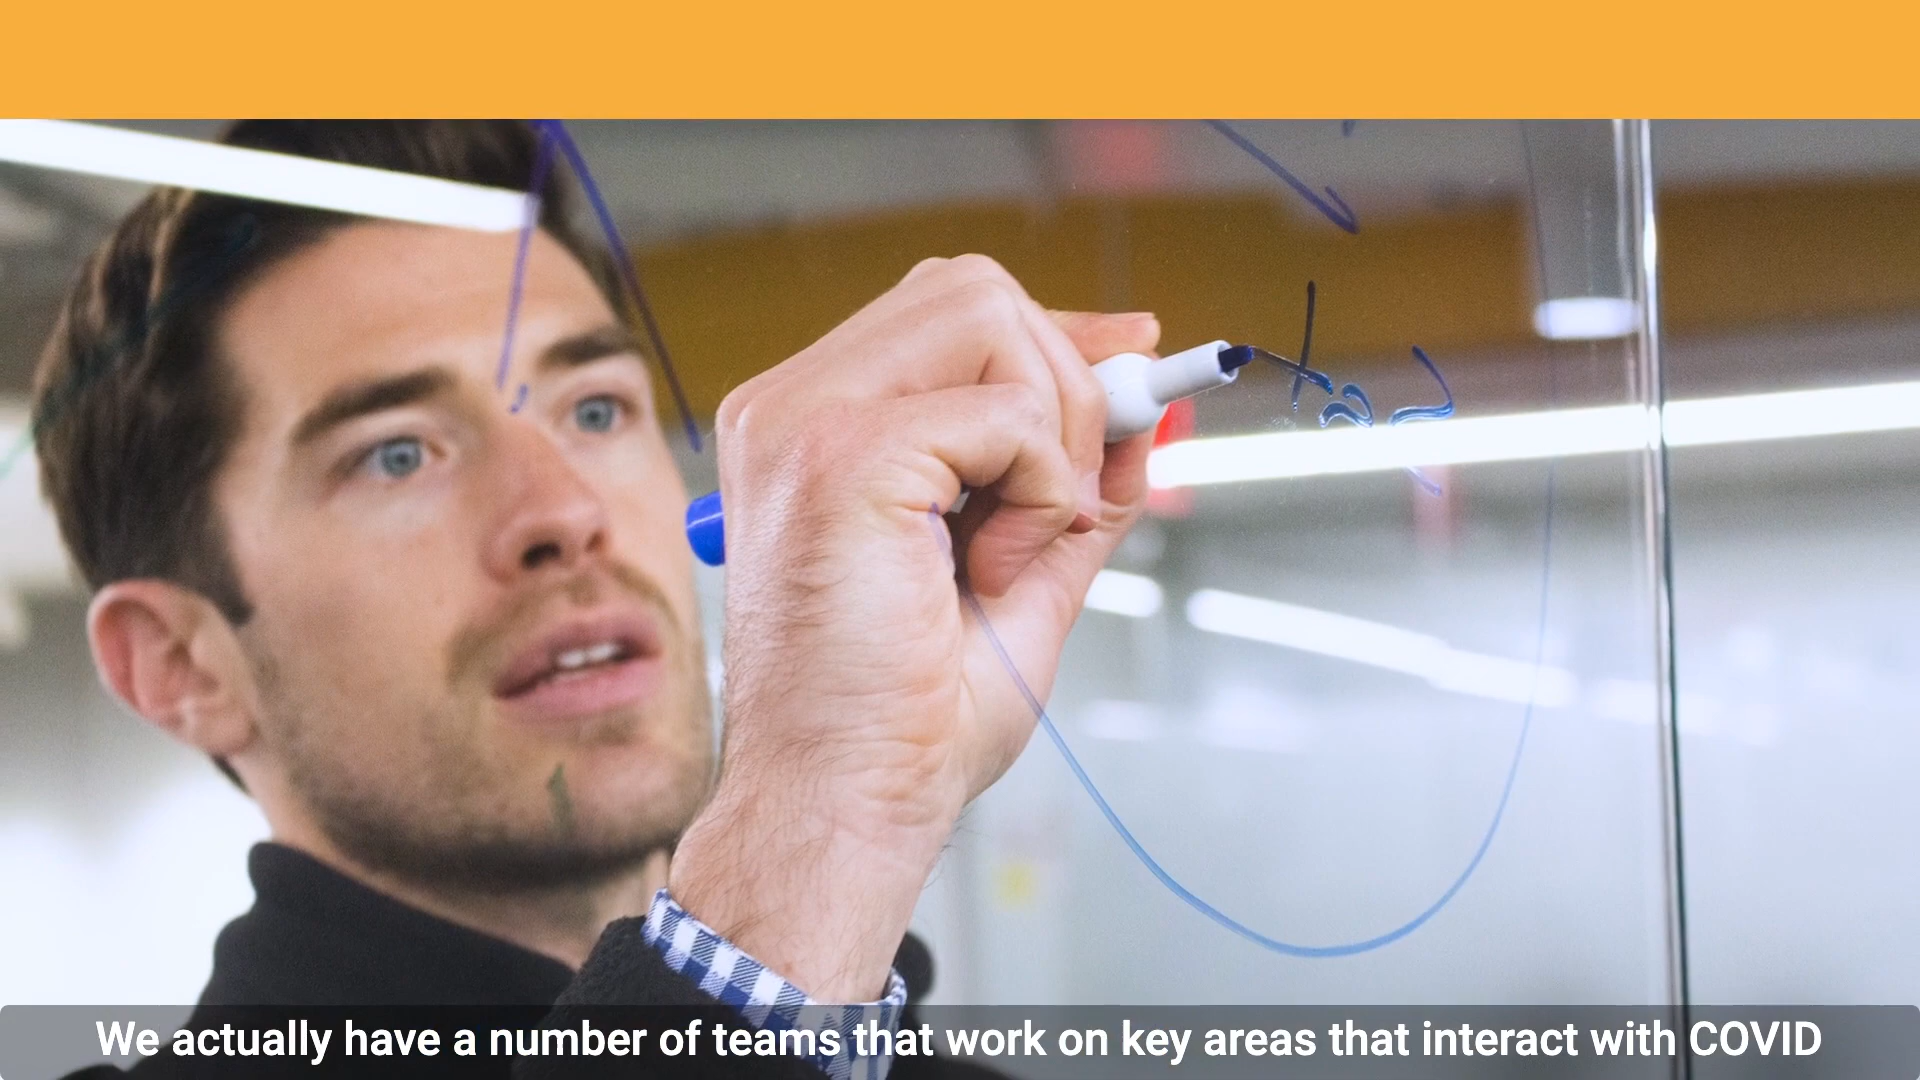 We actually have a number of teams that work on key areas that interact with COVID